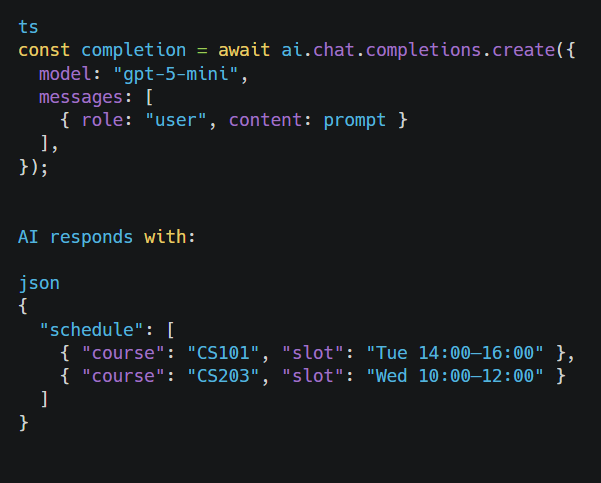 ts
const completion = await ai.chat.completions.create({
  model: "gpt-5-mini",
  messages: [
    { role: "user", content: prompt }
  ],
});
AI responds with:
json
{
  "schedule": [
    { "course": "CS101", "slot": "Tue 14:00–16:00" },
    { "course": "CS203", "slot": "Wed 10:00–12:00" }
  ]
}